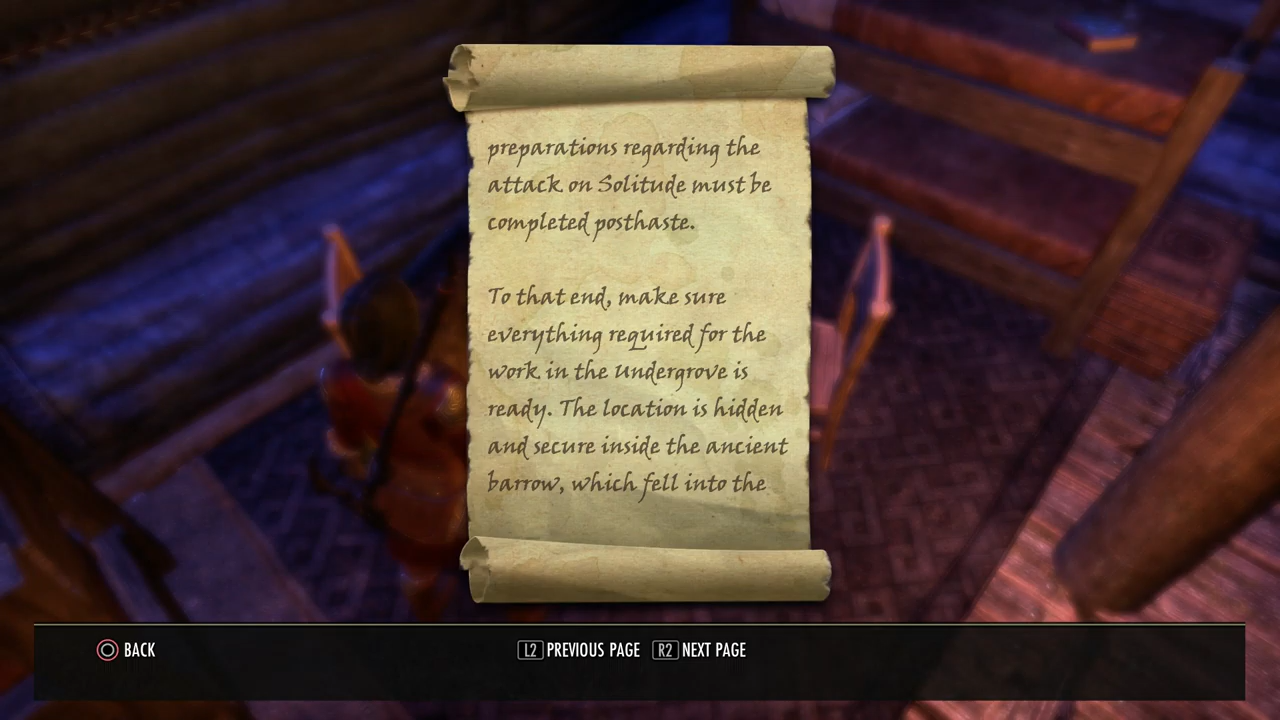 preparations regarding the
attack on Solitude must be
completed posthaste.
To that end, make sure
everything required for the
work in the Undergrove is
ready. The location is hidden
and secure inside the ancient
barrow, which fell into the
BACK
L2 PREVIOUS PAGE R2 NEXT PAGE